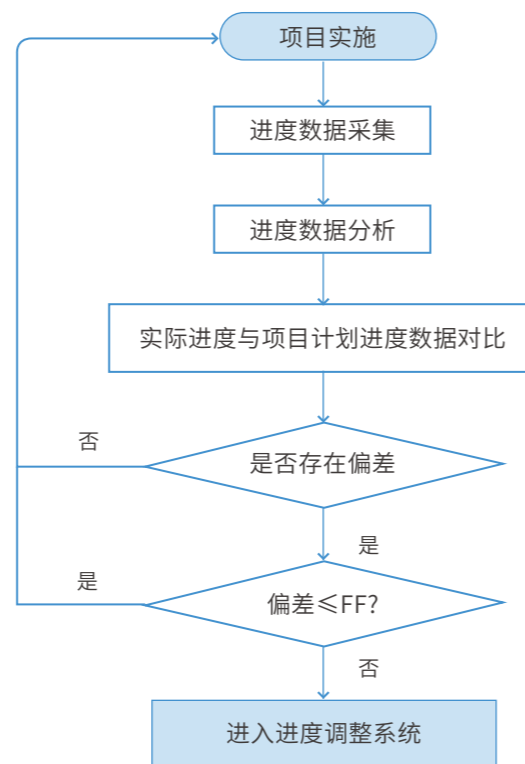 项目实施
进度数据采集
进度数据分析
实际进度与项目计划进度数据对比
否
是否存在偏差
是
是
偏差≤FF?
否
进入进度调整系统